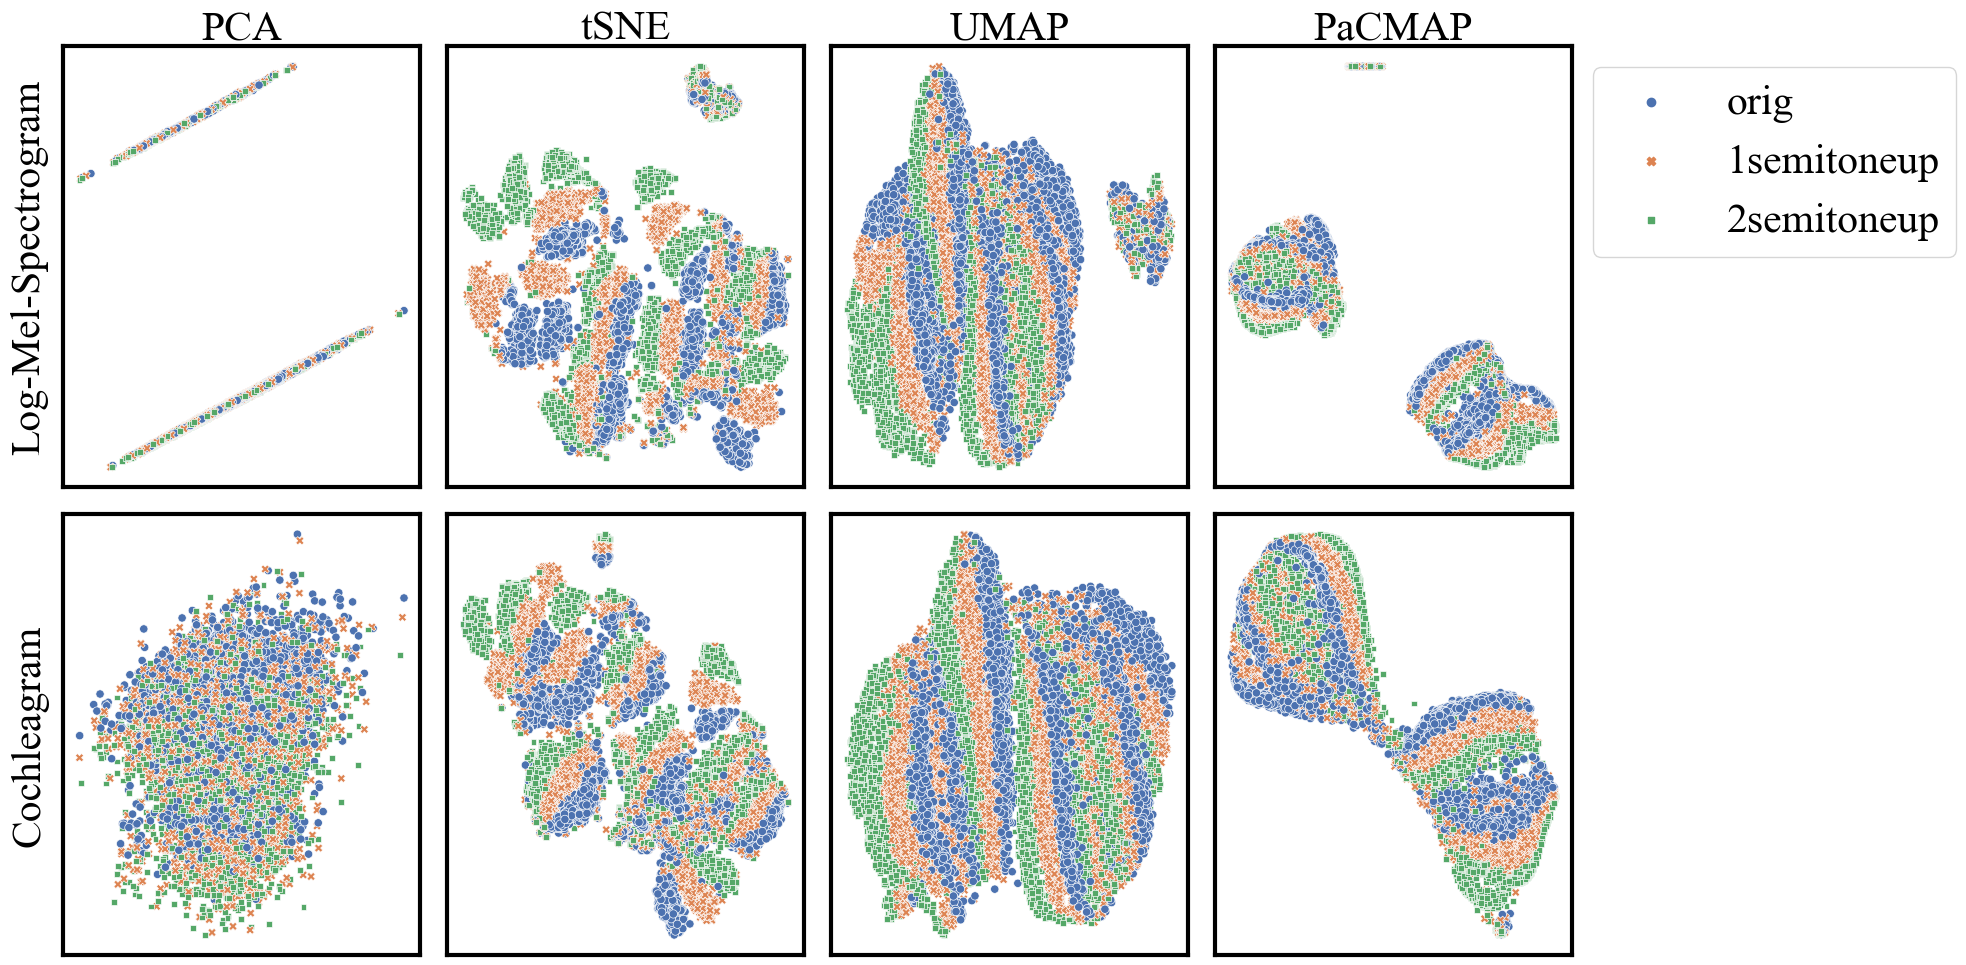 PCA
tSNE
UMAP
PaCMAP
Log-Mel-Spectrogram
orig
1semitoneup
2semitoneup
Cochleagram